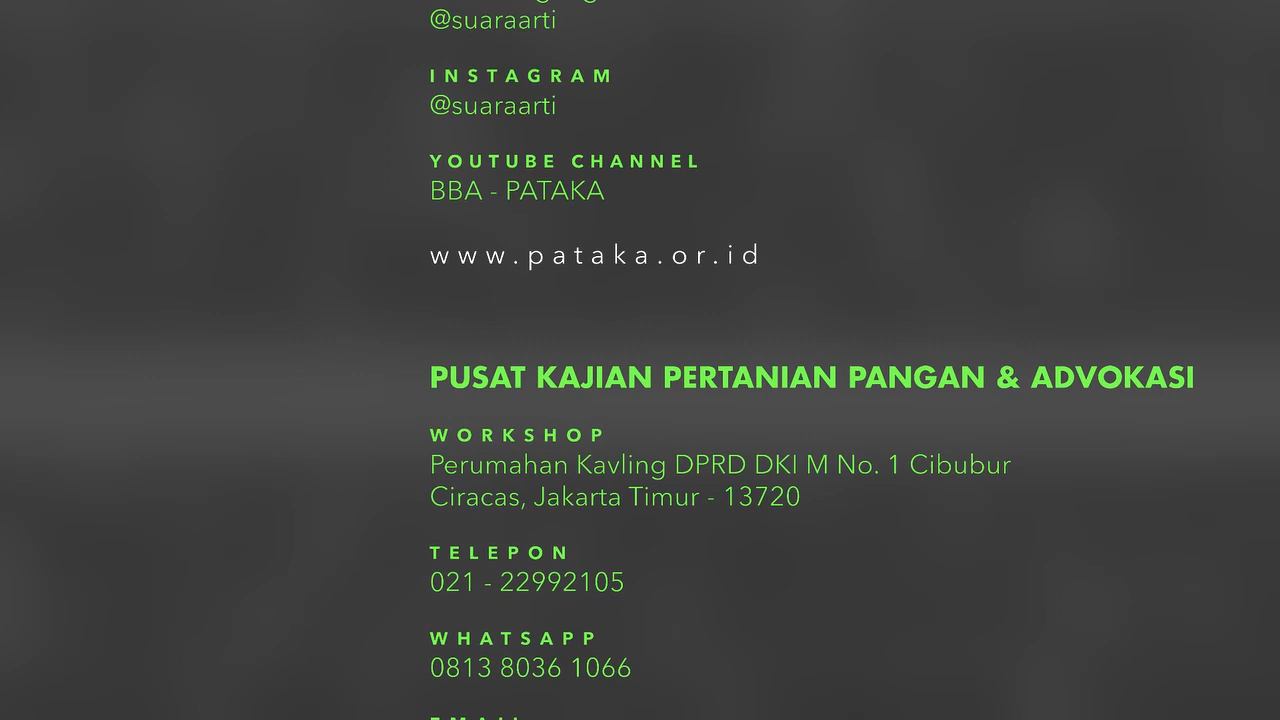 @suaraarti
INSTAGRAM
@suaraarti
YOUTUBE CHANNEL
BBA - PATAKA
www.pataka.or.id
PUSAT KAJIAN PERTANIAN PANGAN & ADVOKASI
WORKSHOP
Perumahan Kavling DPRD DKI M No. 1 Cibubur
Ciracas, Jakarta Timur - 13720
TELEPON
021 - 22992105
WHATSAPP
0813 8036 1066